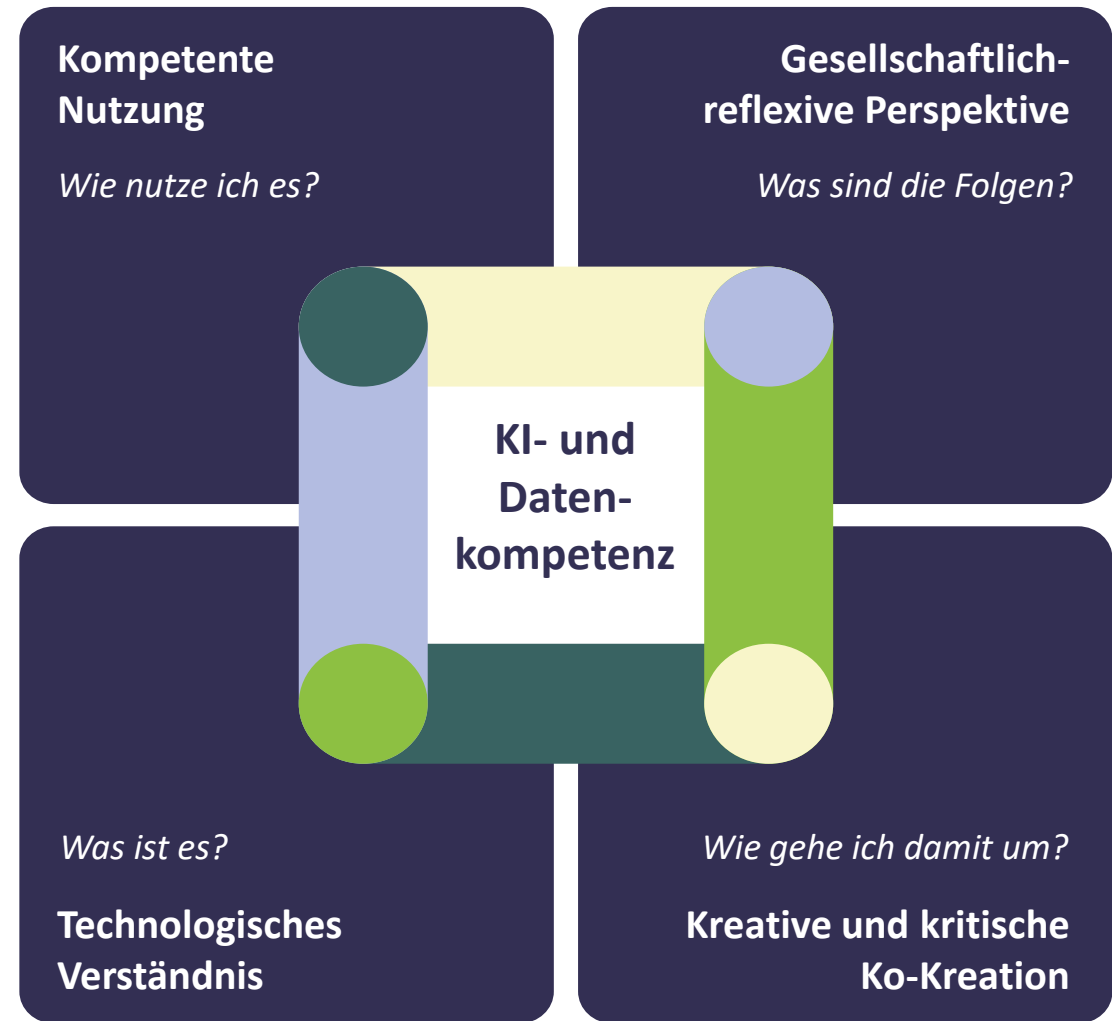 Kompetente
Nutzung
Wie nutze ich es?
Gesellschaftlich-
reflexive Perspektive
Was sind die Folgen?
KI- und
Daten-
kompetenz
Was ist es?
Technologisches
Verständnis
Wie gehe ich damit um?
Kreative und kritische
Ko-Kreation